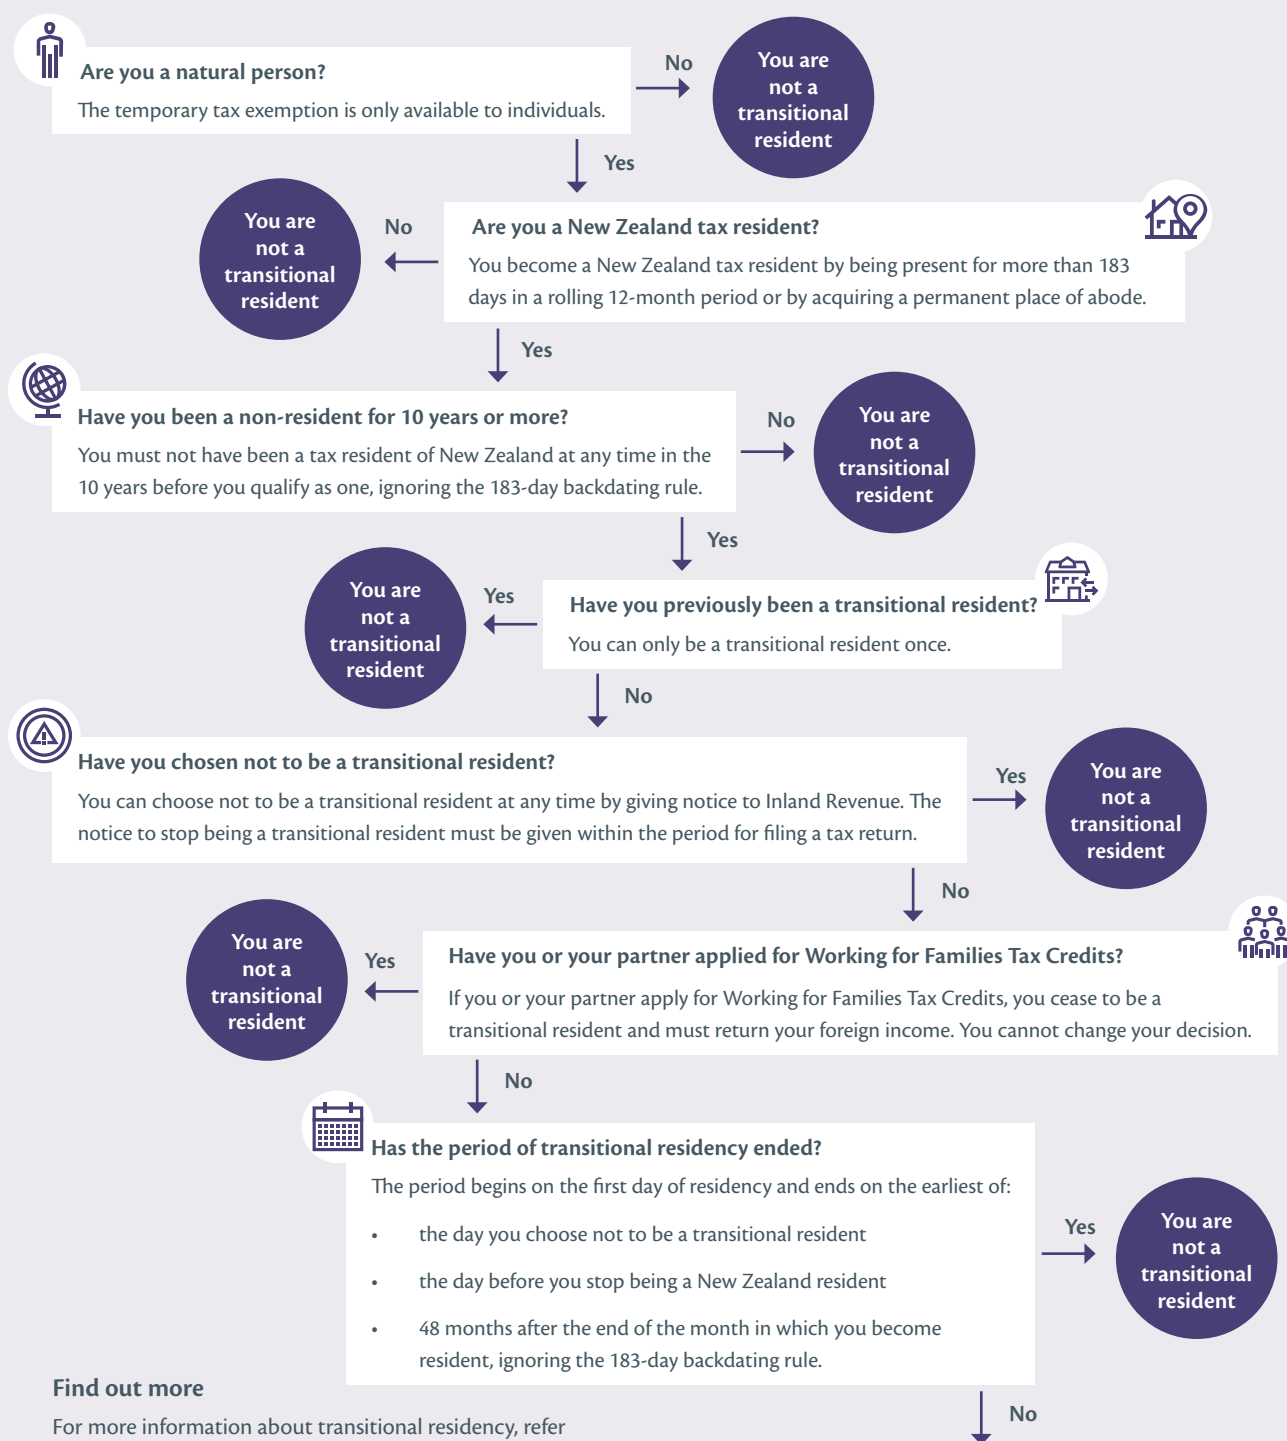 Are you a natural person?
The temporary tax exemption is only available to individuals.
No
You are
not a
transitional
resident
Yes
Are you a New Zealand tax resident?
You become a New Zealand tax resident by being present for more than 183
days in a rolling 12-month period or by acquiring a permanent place of abode.
No
You are
not a
transitional
resident
Yes
Have you been a non-resident for 10 years or more?
You must not have been a tax resident of New Zealand at any time in the
10 years before you qualify as one, ignoring the 183-day backdating rule.
No
You are
not a
transitional
resident
Yes
Have you previously been a transitional resident?
You can only be a transitional resident once.
Yes
You are
not a
transitional
resident
No
Have you chosen not to be a transitional resident?
You can choose not to be a transitional resident at any time by giving notice to Inland Revenue. The
notice to stop being a transitional resident must be given within the period for filing a tax return.
Yes
You are
not a
transitional
resident
No
Have you or your partner applied for Working for Families Tax Credits?
If you or your partner apply for Working for Families Tax Credits, you cease to be a
transitional resident and must return your foreign income. You cannot change your decision.
Yes
You are
not a
transitional
resident
No
Has the period of transitional residency ended?
The period begins on the first day of residency and ends on the earliest of:
• the day you choose not to be a transitional resident
• the day before you stop being a New Zealand resident
• 48 months after the end of the month in which you become
resident, ignoring the 183-day backdating rule.
Yes
You are
not a
transitional
resident
No
Find out more
For more information about transitional residency, refer